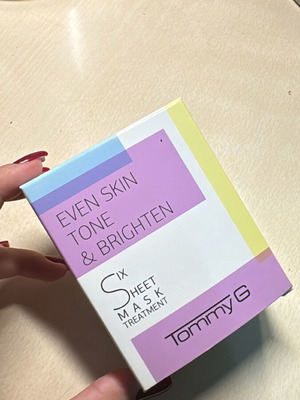 EVEN SKIN
TONE
& BRIGHTEN
SIX
SHEET
MASK
TREATMENT
Tommy G